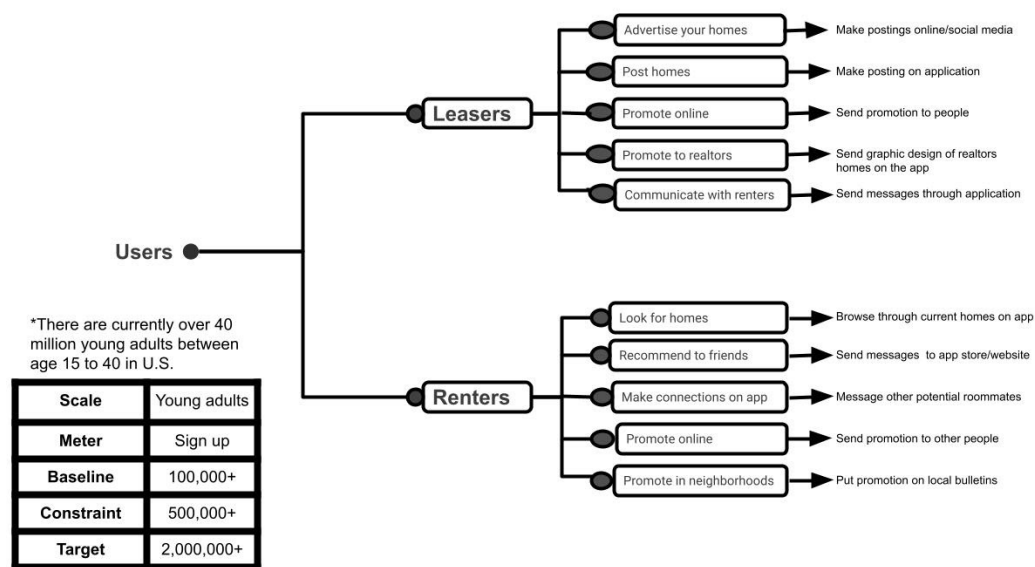 Users
Leasers
Advertise your homes
Make postings online/social media
Post homes
Make posting on application
Promote online
Send promotion to people
Promote to realtors
Send graphic design of realtors
homes on the app
Communicate with renters
Send messages through application
Renters
Look for homes
Browse through current homes on app
Recommend to friends
Send messages to app store/website
Make connections on app
Message other potential roommates
Promote online
Send promotion to other people
Promote in neighborhoods
Put promotion on local bulletins
*There are currently over 40
million young adults between
age 15 to 40 in U.S.
Scale Young adults
Meter Sign up
Baseline 100,000+
Constraint 500,000+
Target 2,000,000+